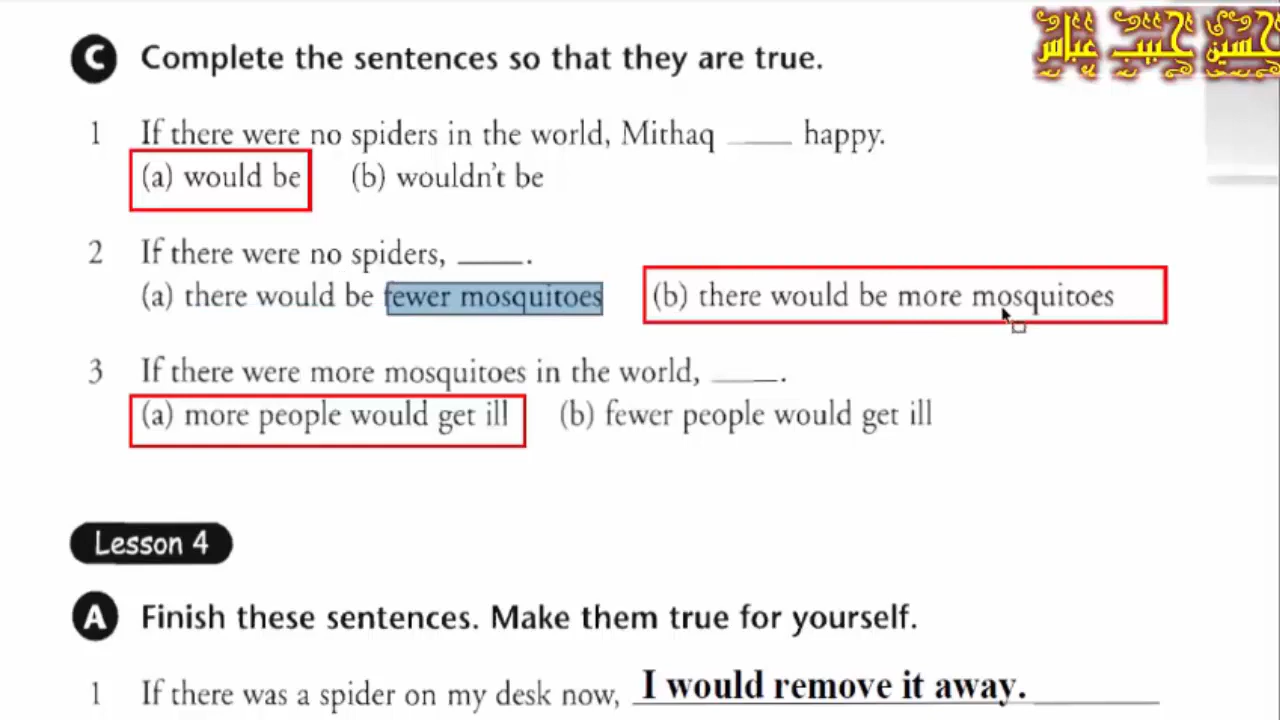 حسين حبيب عباس
C Complete the sentences so that they are true.
1 If there were no spiders in the world, Mithaq ____ happy.
(a) would be (b) wouldn't be
2 If there were no spiders, ____.
(a) there would be fewer mosquitoes (b) there would be more mosquitoes
3 If there were more mosquitoes in the world, ____.
(a) more people would get ill (b) fewer people would get ill
Lesson 4
A Finish these sentences. Make them true for yourself.
1 If there was a spider on my desk now, I would remove it away.